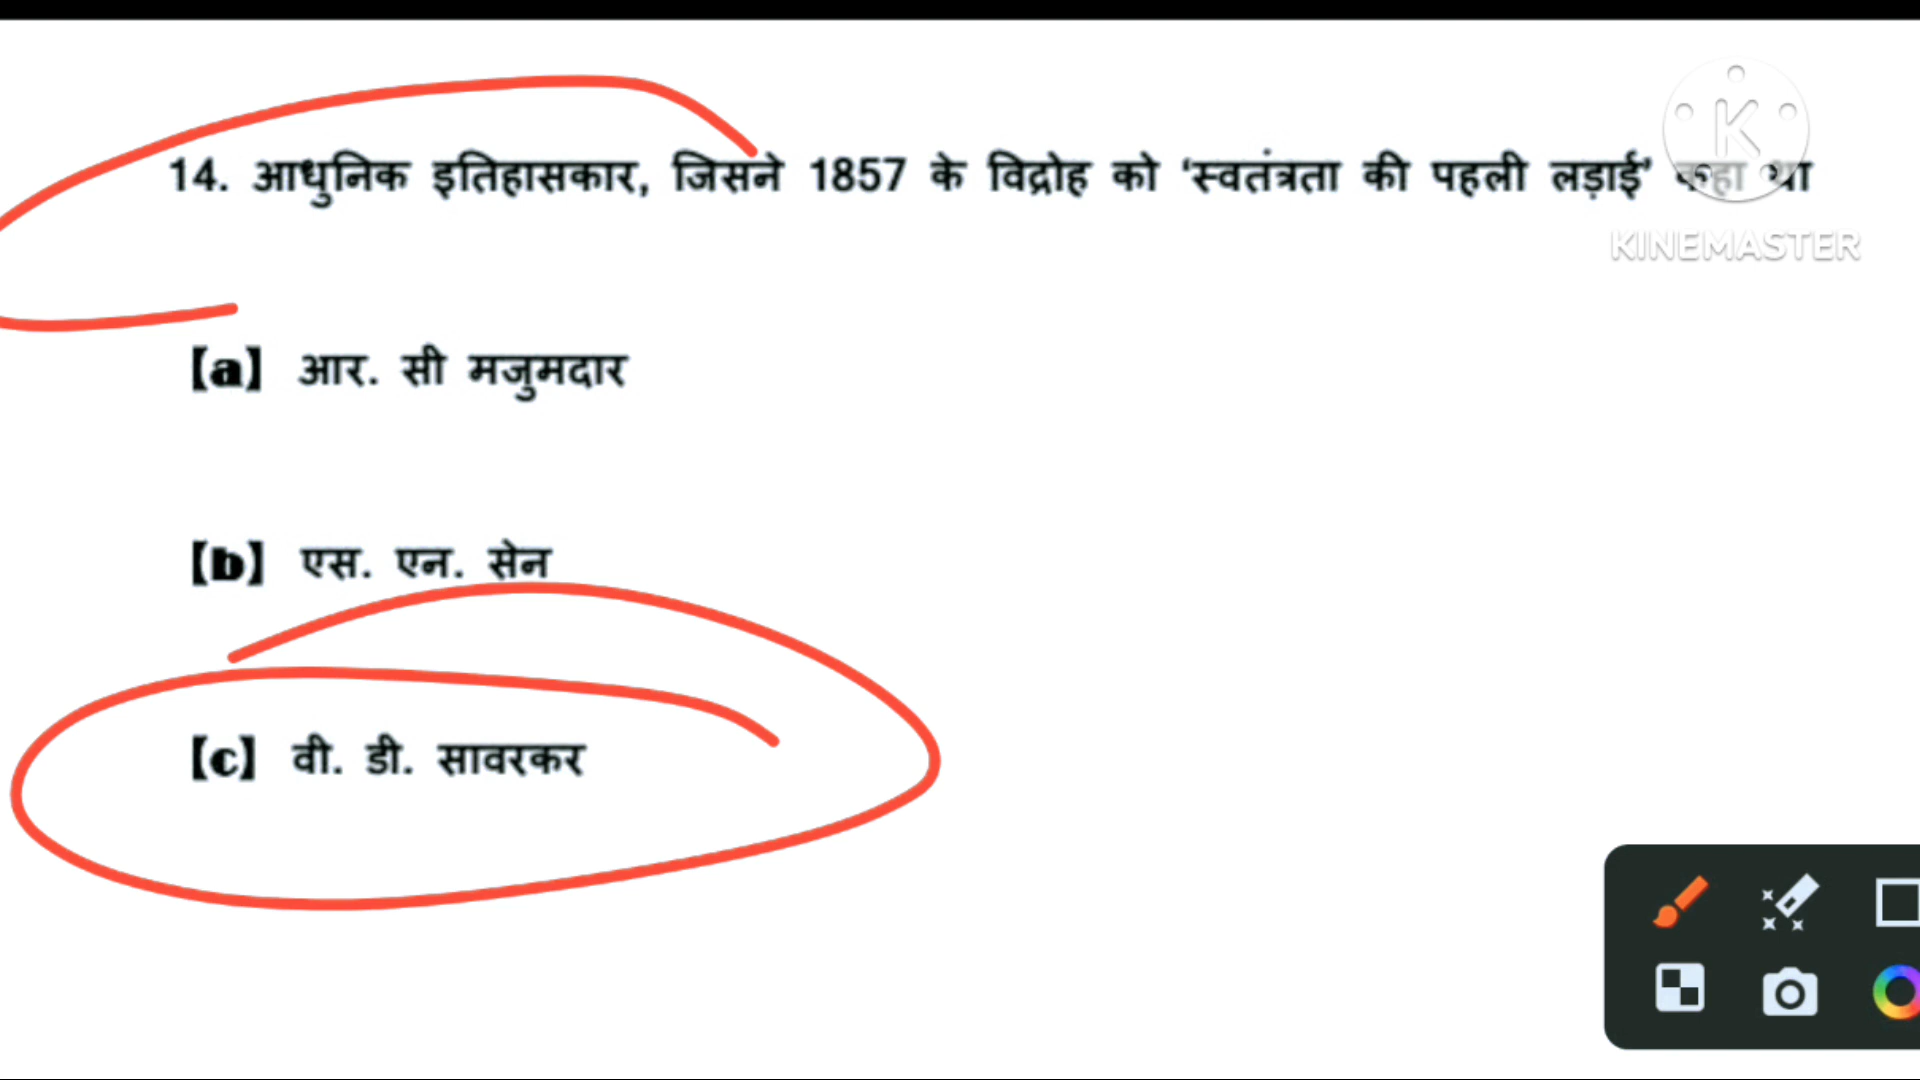 14. आधुनिक इतिहासकार, जिसने 1857 के विद्रोह को ‘स्वतंत्रता की पहली लड़ाई’ कहा था
K
KINEMASTER
【a】 आर. सी मजुमदार
【b】 एस. एन. सेन
【c】 वी. डी. सावरकर